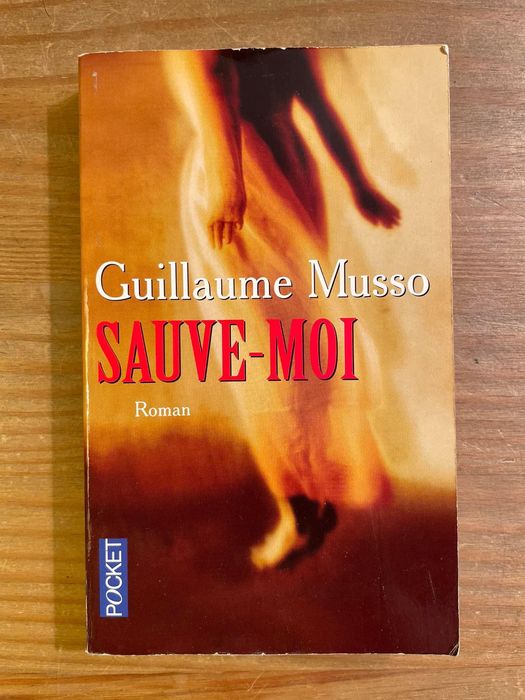 Guillaume Musso
SAUVE-MOI
Roman
POCKET